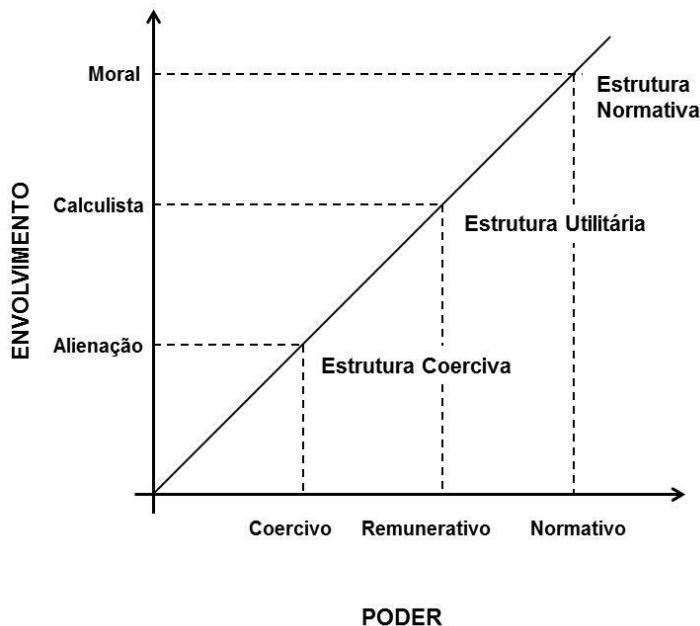 Moral
Estrutura
Normativa
ENVOLVIMENTO
Calculista
Estrutura Utilitária
Alienação
Estrutura Coerciva
Coercivo
Remunerativo
Normativo
PODER